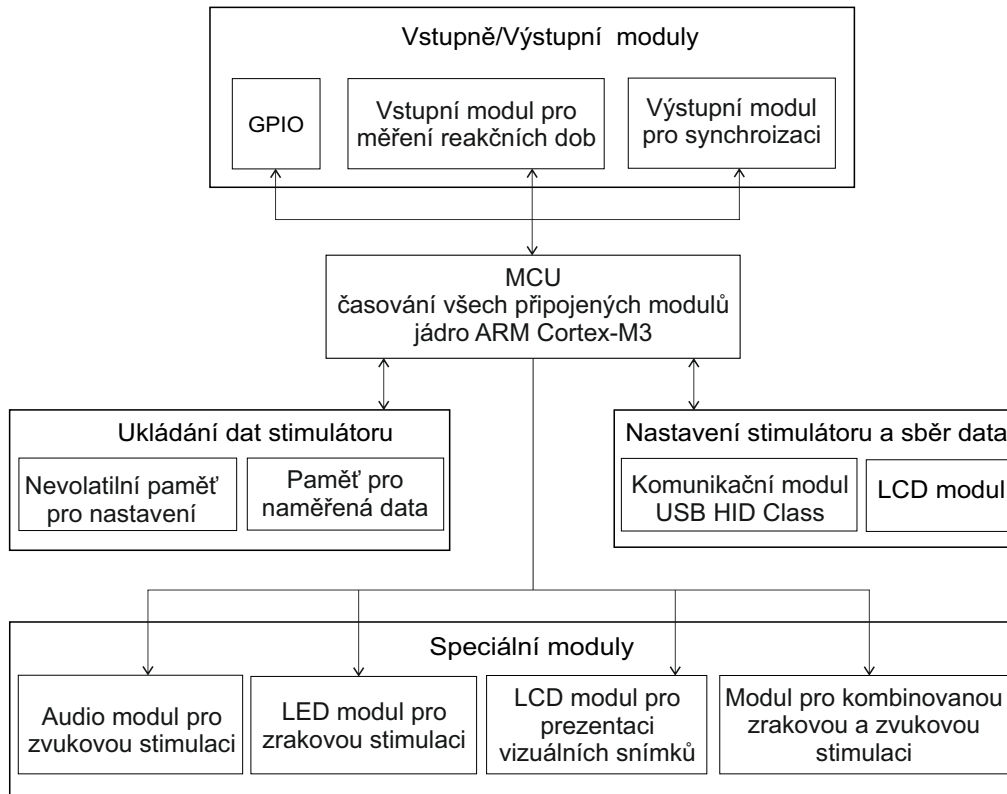 Vstupně/Výstupní moduly
GPIO
Vstupní modul pro
měření reakčních dob
Výstupní modul
pro synchroizaci
MCU
časování všech připojených modulů
jádro ARM Cortex-M3
Ukládání dat stimulátoru
Nevolatilní paměť
pro nastavení
Paměť pro
naměřená data
Nastavení stimulátoru a sběr data
Komunikační modul
USB HID Class
LCD modul
Speciální moduly
Audio modul pro
zvukovou stimulaci
LED modul pro
zrakovou stimulaci
LCD modul pro
prezentaci
vizuálních snímků
Modul pro kombinovanou
zrakovou a zvukovou
stimulaci